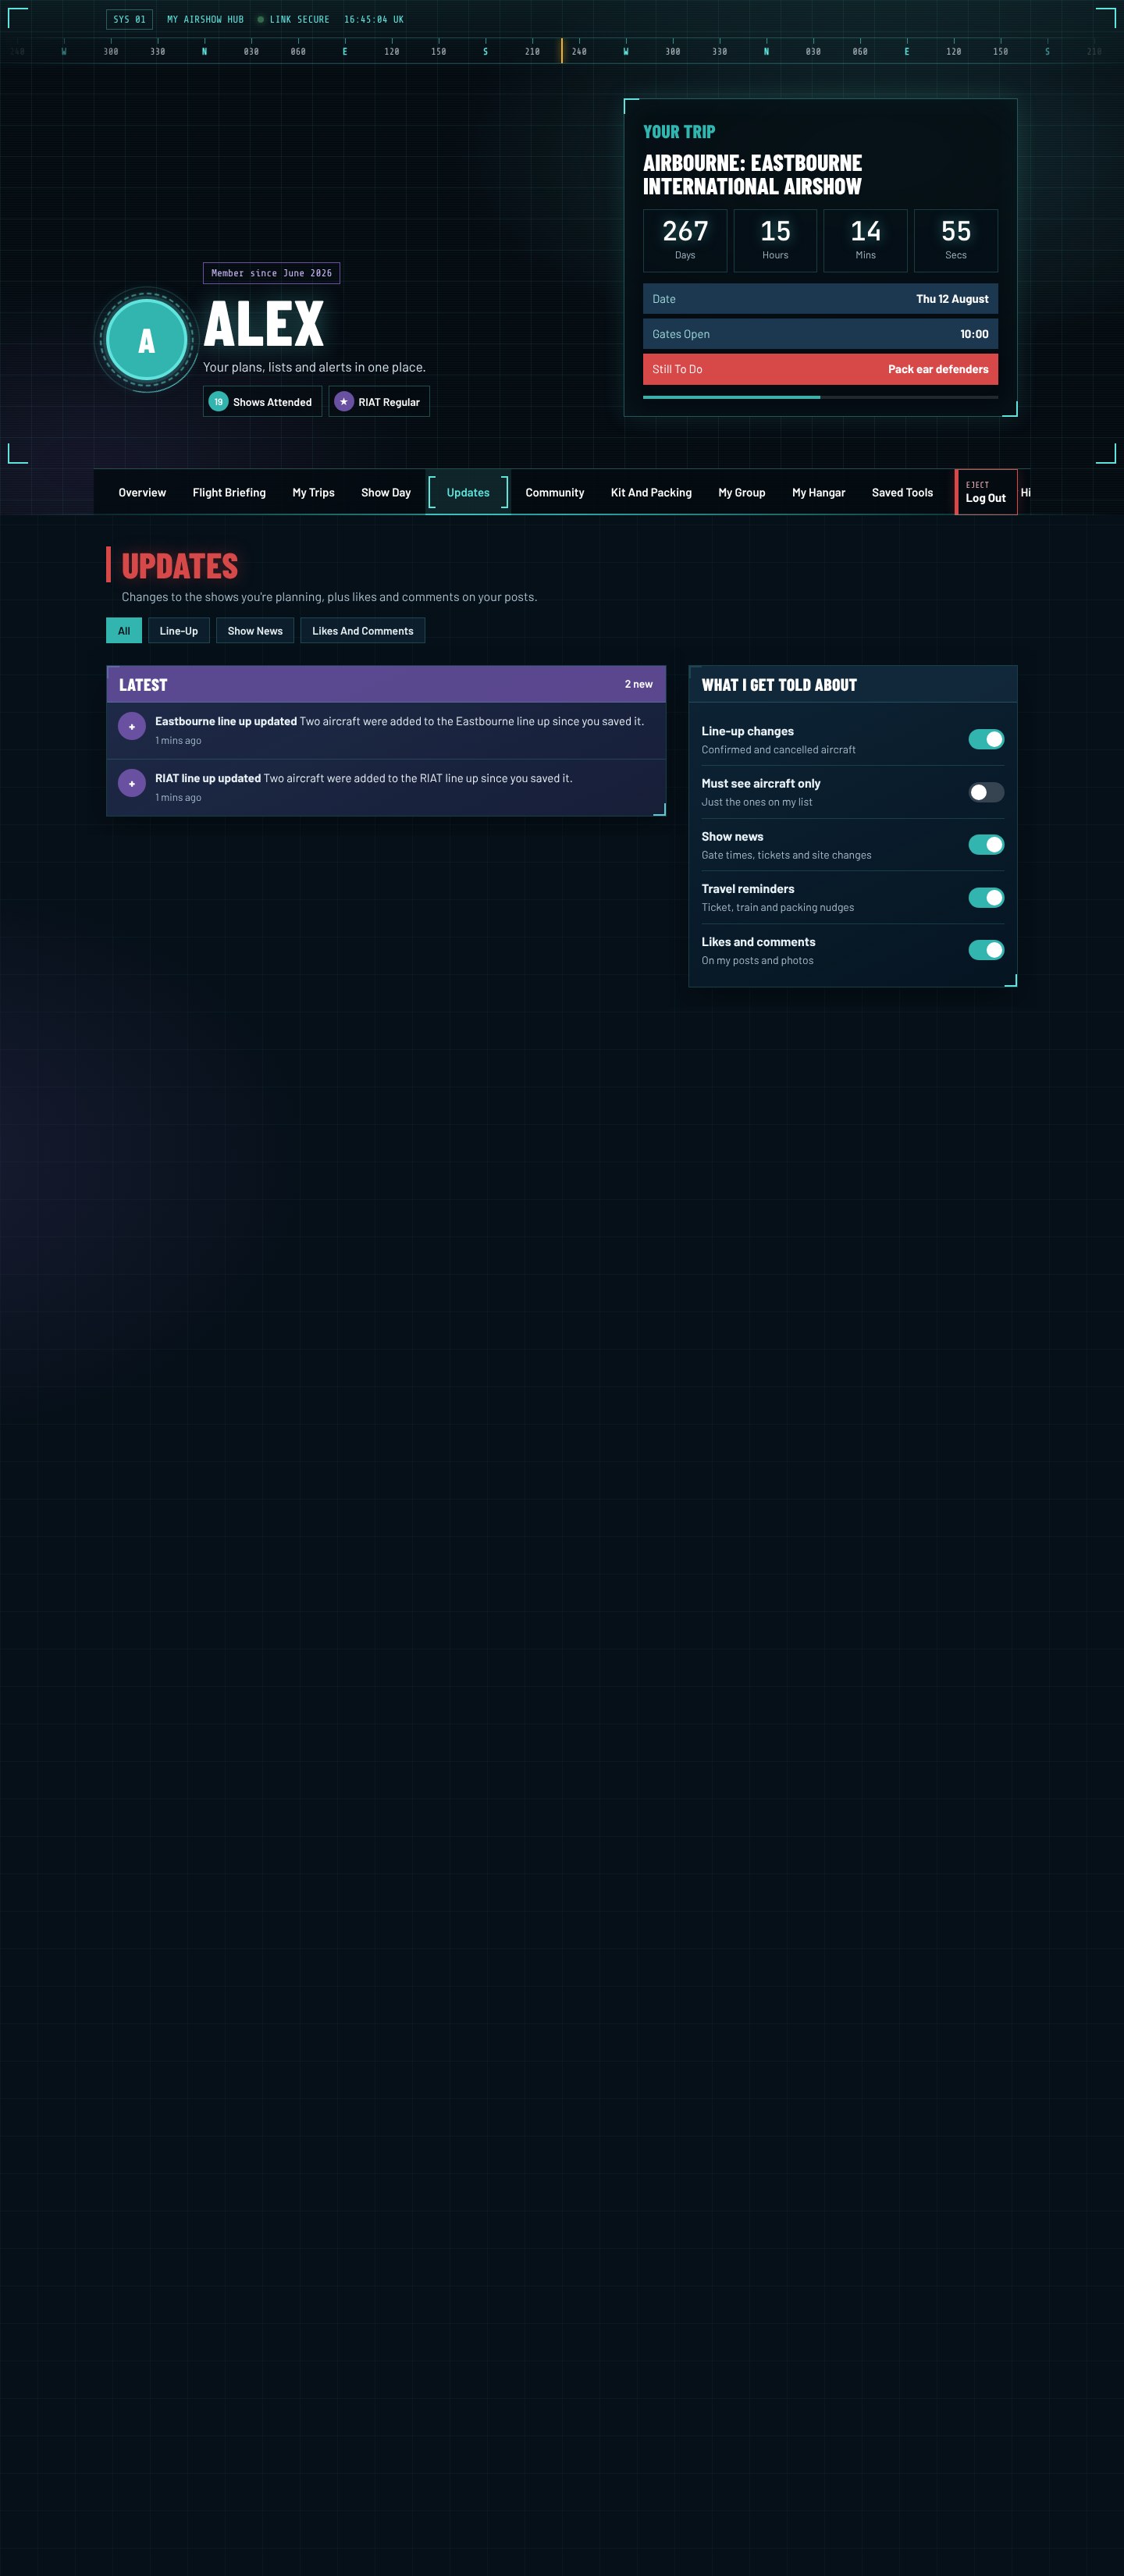 SYS 01 MY AIRSHOW HUB LINK SECURE 16:45:04 UK
240 W 300 330 N 030 060 E 120 150 S 210 240 W 300 330 N 030 060 E 120 150 S 210
YOUR TRIP
AIRBOURNE: EASTBOURNE
INTERNATIONAL AIRSHOW
267 15 14 55
Days Hours Mins Secs
Date Thu 12 August
Gates Open 10:00
Still To Do Pack ear defenders
Member since June 2026
A
ALEX
Your plans, lists and alerts in one place.
19 Shows Attended ★ RIAT Regular
Overview Flight Briefing My Trips Show Day Updates Community Kit And Packing My Group My Hangar Saved Tools
EJECT
Log Out
Hi
UPDATES
Changes to the shows you're planning, plus likes and comments on your posts.
All Line-Up Show News Likes And Comments
LATEST 2 new
+ Eastbourne line up updated Two aircraft were added to the Eastbourne line up since you saved it.
1 mins ago
+ RIAT line up updated Two aircraft were added to the RIAT line up since you saved it.
1 mins ago
WHAT I GET TOLD ABOUT
Line-up changes
Confirmed and cancelled aircraft
Must see aircraft only
Just the ones on my list
Show news
Gate times, tickets and site changes
Travel reminders
Ticket, train and packing nudges
Likes and comments
On my posts and photos